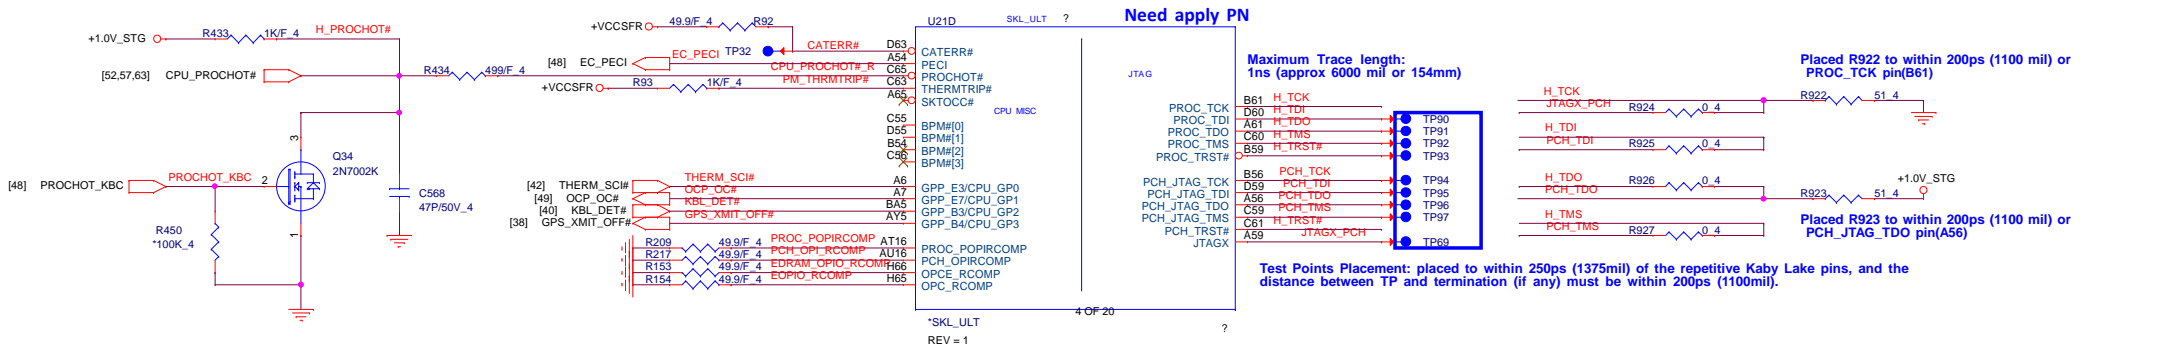 Need apply PN
+1.0V_STG
R433
1K/F_4
H_PROCHOT#
[52,57,63] CPU_PROCHOT#
R434
499/F_4
3
Q34
2N7002K
2
1
[48] PROCHOT_KBC
PROCHOT_KBC
R450
*100K_4
C568
47P/50V_4
+VCCSFR
49.9/F_4
R92
TP32
CATERR#
[48] EC_PECI
EC_PECI
CPU_PROCHOT#_R
+VCCSFR
R93
1K/F_4
PM_THRMTRIP#
[42] THERM_SCI#
THERM_SCI#
[49] OCP_OC#
OCP_OC#
[40] KBL_DET#
KBL_DET#
[38] GPS_XMIT_OFF#
GPS_XMIT_OFF#
R209 49.9/F_4 PROC_POPIRCOMP
R217 49.9/F_4 PCH_OPI_RCOMP
R153 49.9/F_4 EDRAM_OPIO_RCOMP
R154 49.9/F_4 EOPIO_RCOMP
U21D
SKL_ULT
?
D63 CATERR#
A54 PECI
C65 PROCHOT#
C63 THERMTRIP#
A65 SKTOCC#
C55 BPM#[0]
D55 BPM#[1]
B54 BPM#[2]
C56 BPM#[3]
A6 GPP_E3/CPU_GP0
A7 GPP_E7/CPU_GP1
BA5 GPP_B3/CPU_GP2
AY5 GPP_B4/CPU_GP3
AT16 PROC_POPIRCOMP
AU16 PCH_OPIRCOMP
H66 OPCE_RCOMP
H65 OPC_RCOMP
CPU MISC
JTAG
PROC_TCK B61 H_TCK
PROC_TDI D60 H_TDI
PROC_TDO A61 H_TDO
PROC_TMS C60 H_TMS
PROC_TRST# B59 H_TRST#
PCH_JTAG_TCK B56 PCH_TCK
PCH_JTAG_TDI D59 PCH_TDI
PCH_JTAG_TDO A56 PCH_TDO
PCH_JTAG_TMS C59 PCH_TMS
PCH_TRST# C61 H_TRST#
JTAGX A59 JTAGX_PCH
4 OF 20
*SKL_ULT
REV = 1
?
Maximum Trace length:
1ns (approx 6000 mil or 154mm)
TP90
TP91
TP92
TP93
TP94
TP95
TP96
TP97
TP69
H_TCK
JTAGX_PCH
R924
0_4
R922
51_4
H_TDI
PCH_TDI
R925
0_4
H_TDO
PCH_TDO
R926
0_4
R923
51_4
+1.0V_STG
H_TMS
PCH_TMS
R927
0_4
Placed R922 to within 200ps (1100 mil) or
PROC_TCK pin(B61)
Placed R923 to within 200ps (1100 mil) or
PCH_JTAG_TDO pin(A56)
Test Points Placement: placed to within 250ps (1375mil) of the repetitive Kaby Lake pins, and the
distance between TP and termination (if any) must be within 200ps (1100mil).